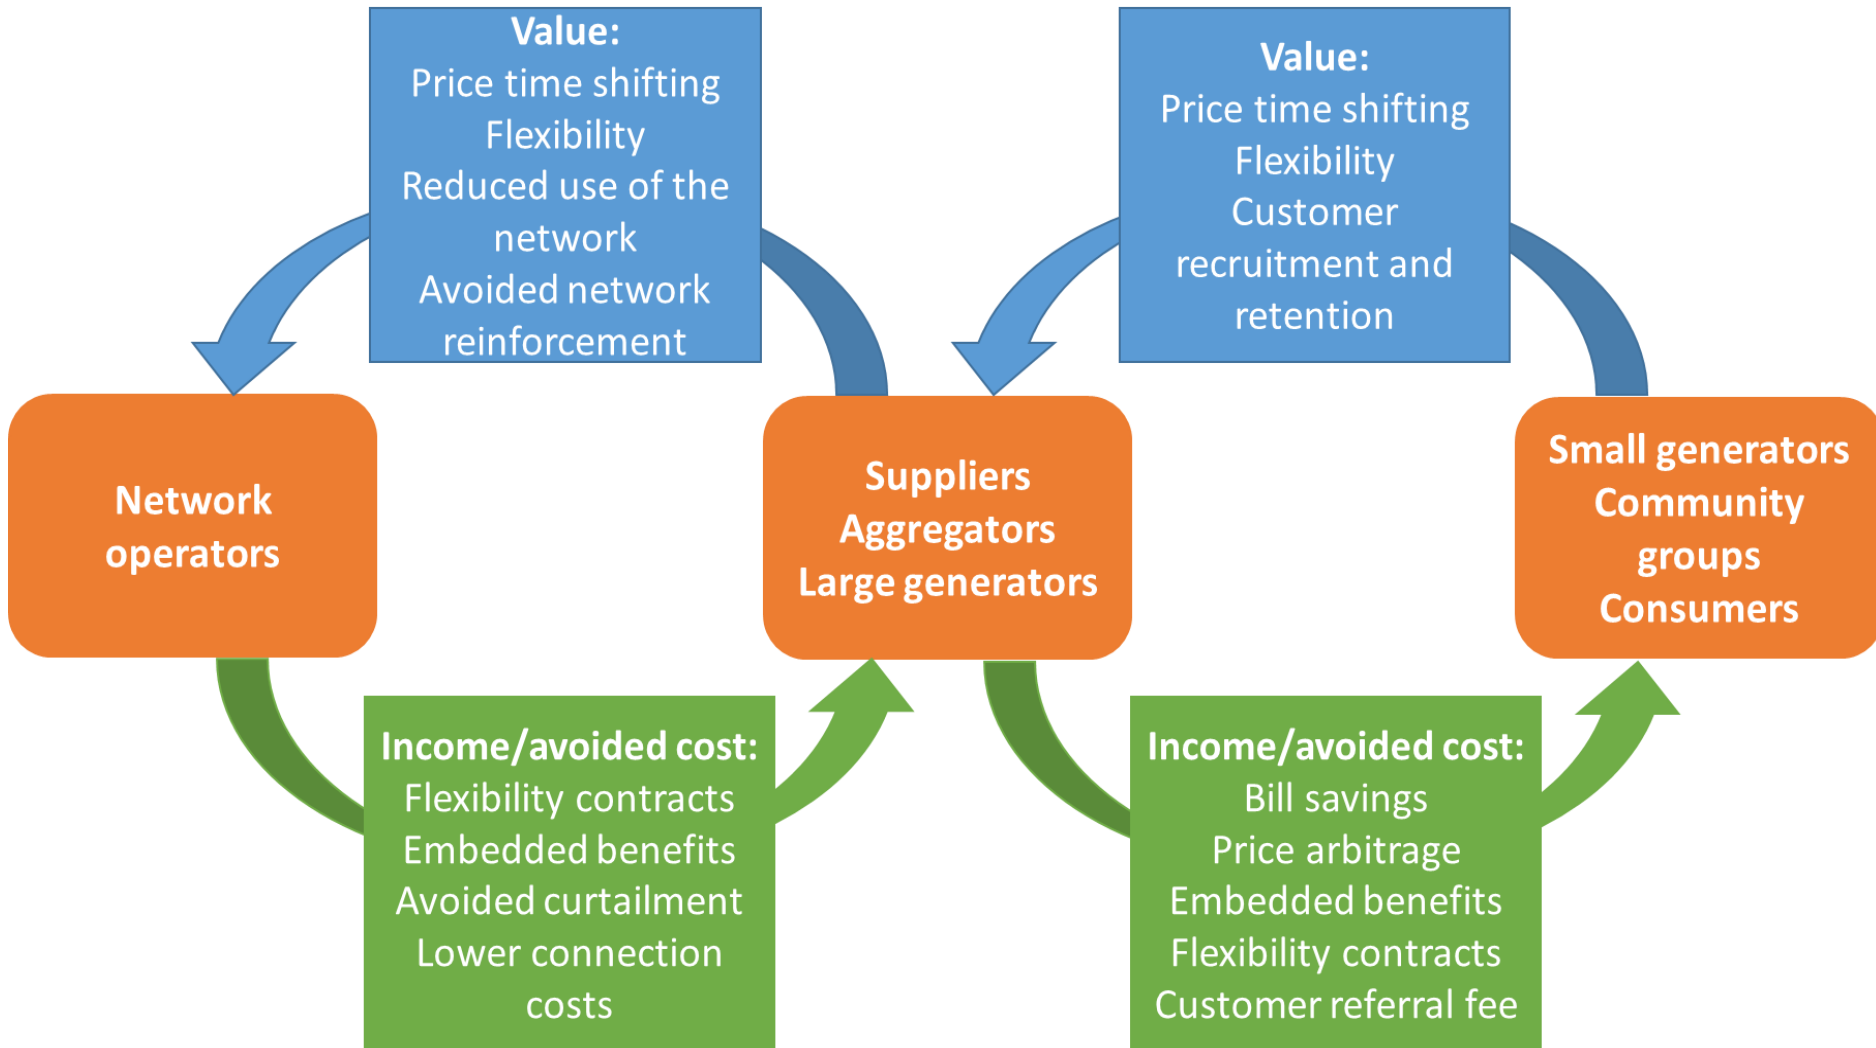 Value:
Price time shifting
Flexibility
Reduced use of the
network
Avoided network
reinforcement
Value:
Price time shifting
Flexibility
Customer
recruitment and
retention
Network
operators
Suppliers
Aggregators
Large generators
Small generators
Community
groups
Consumers
Income/avoided cost:
Flexibility contracts
Embedded benefits
Avoided curtailment
Lower connection
costs
Income/avoided cost:
Bill savings
Price arbitrage
Embedded benefits
Flexibility contracts
Customer referral fee